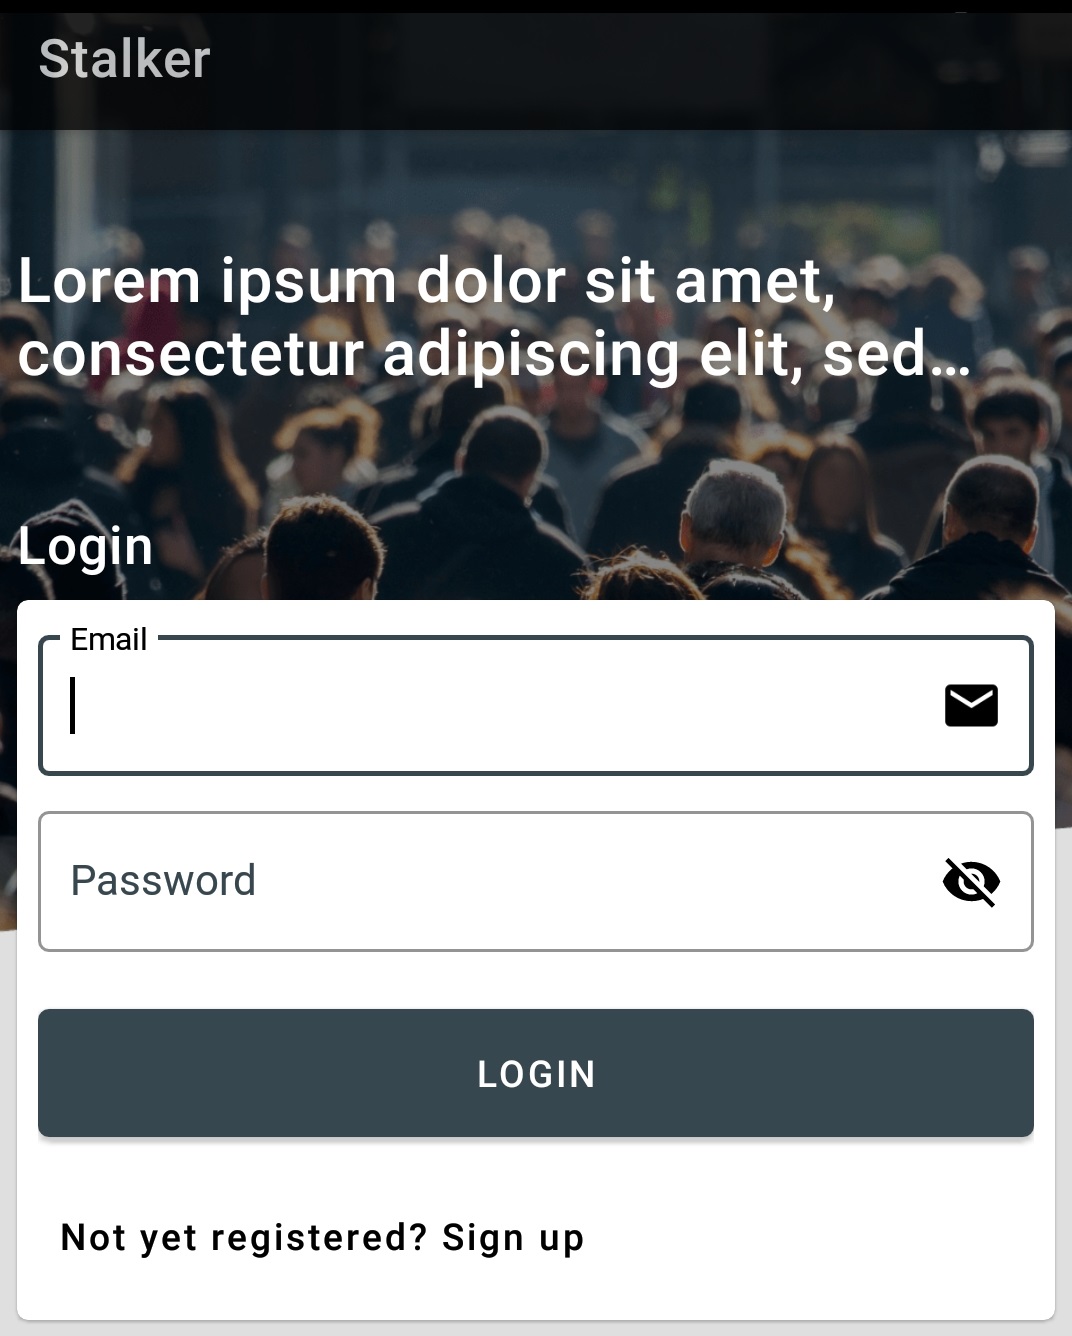 Stalker
Lorem ipsum dolor sit amet,
consectetur adipiscing elit, sed...
Login
Email
Password
LOGIN
Not yet registered? Sign up